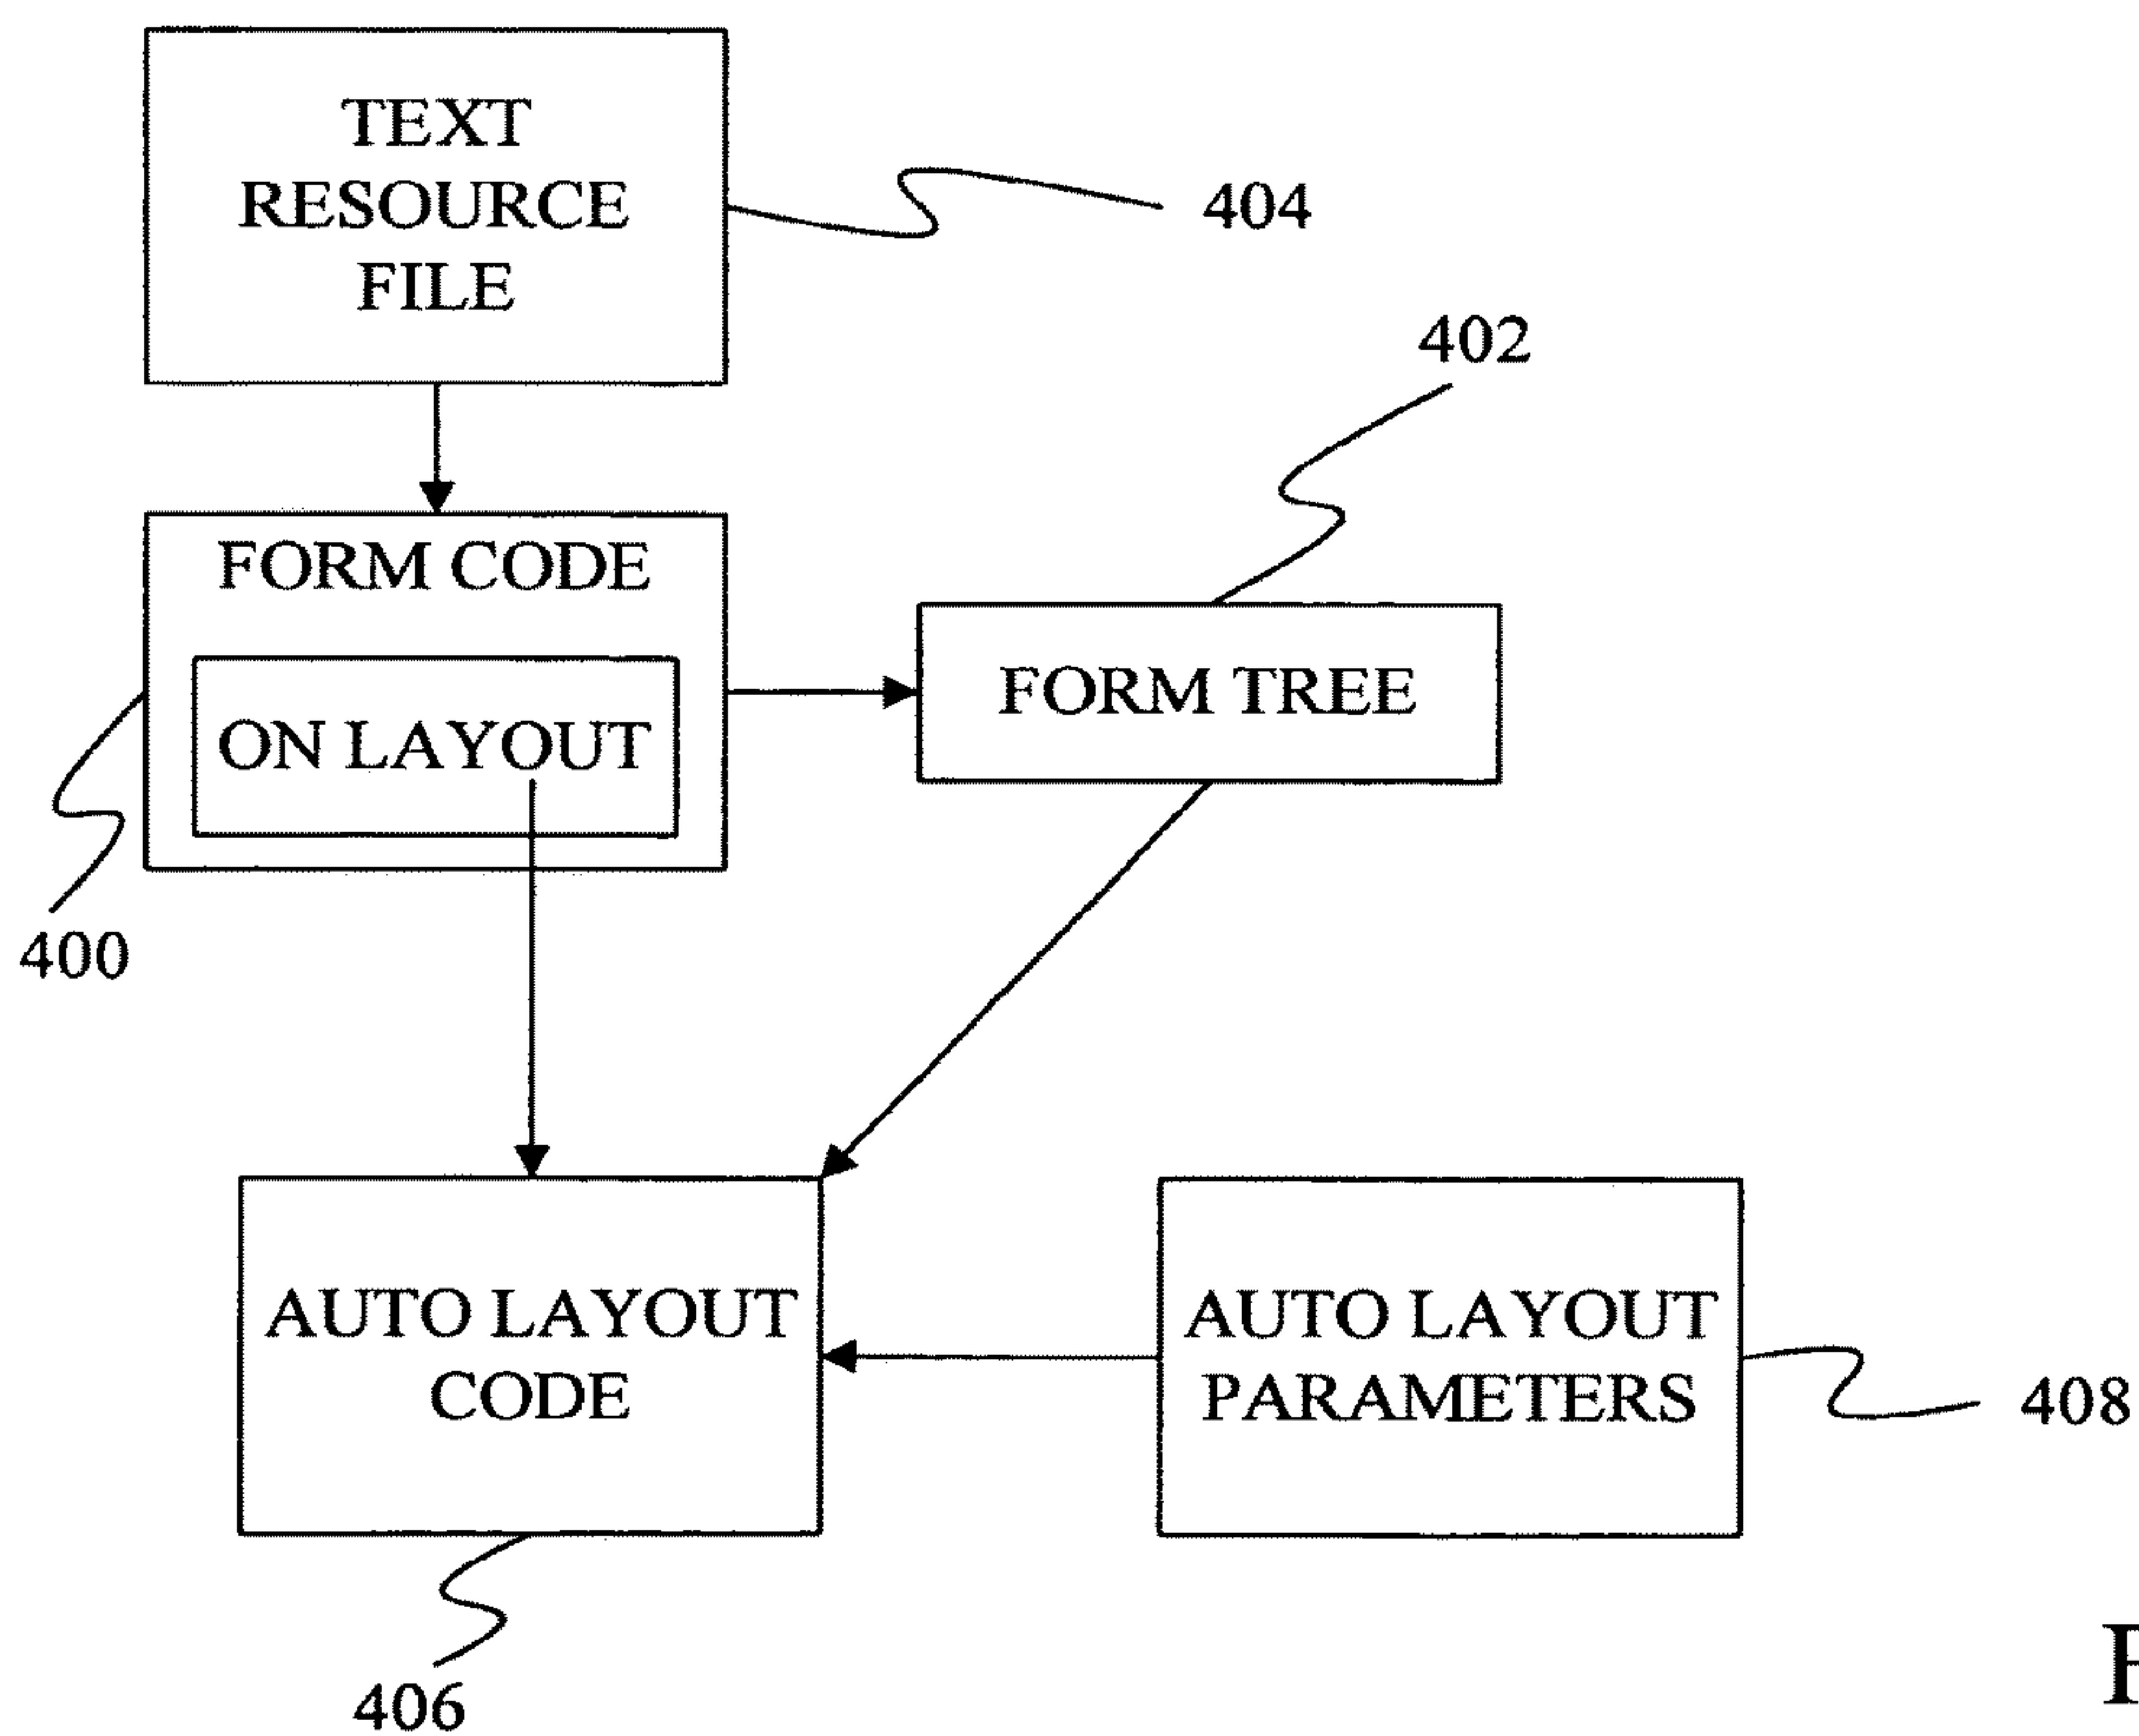 TEXT
RESOURCE
FILE
404
402
FORM CODE
FORM TREE
ON LAYOUT
400
AUTO LAYOUT
CODE
AUTO LAYOUT
PARAMETERS
408
406